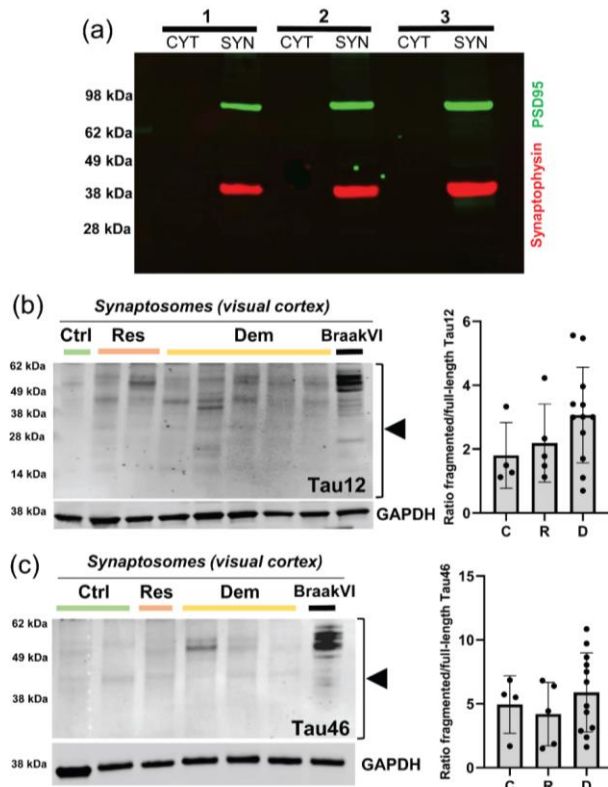 (a)
1 2 3
CYT SYN CYT SYN CYT SYN
98 kDa
62 kDa
49 kDa
38 kDa
28 kDa
PSD95
Synaptophysin
(b)
Synaptosomes (visual cortex)
Ctrl Res Dem BraakVI
62 kDa
49 kDa
38 kDa
28 kDa
14 kDa
Tau12
38 kDa
GAPDH
Ratio fragmented/full-length Tau12
6
4
2
0
C R D
(c)
Synaptosomes (visual cortex)
Ctrl Res Dem BraakVI
62 kDa
49 kDa
38 kDa
Tau46
38 kDa
GAPDH
Ratio fragmented/full-length Tau46
15
10
5
0
C R D